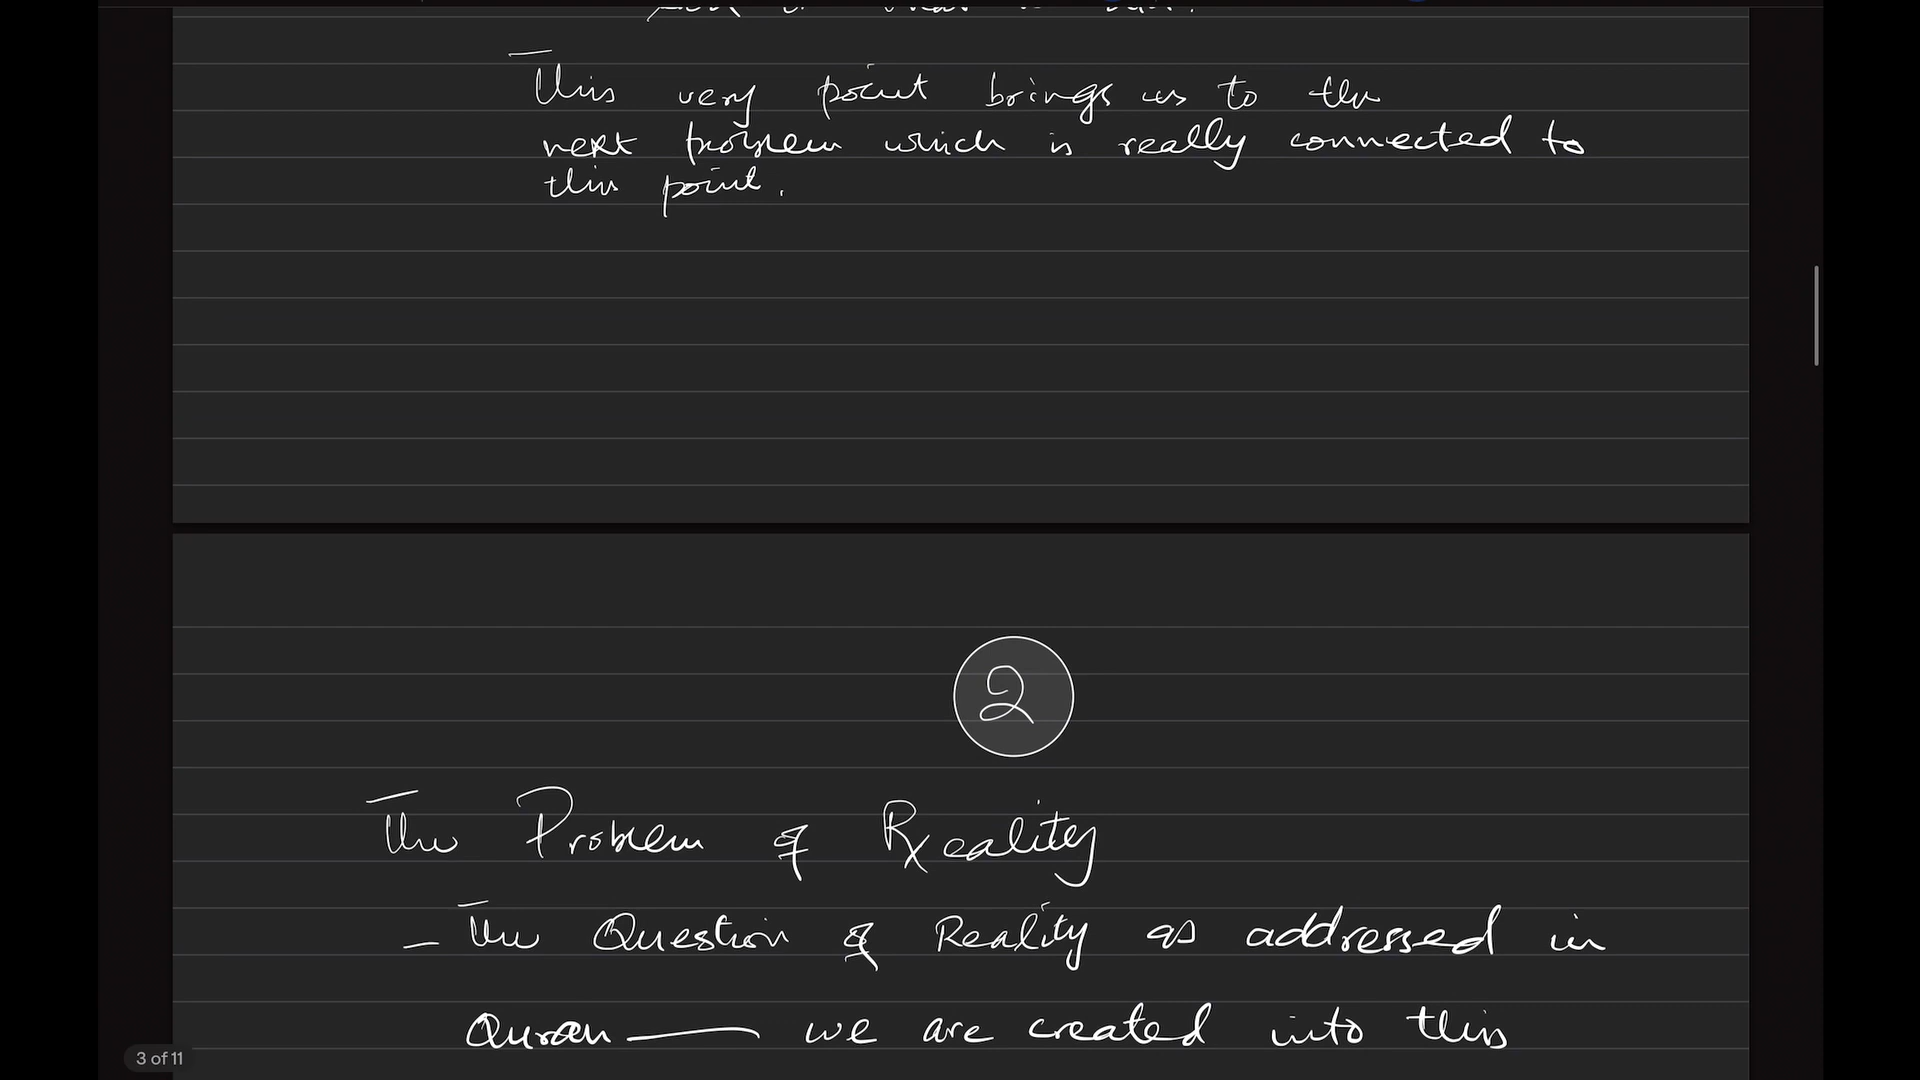 This very point brings us to the
next problem which is really connected to
this point.
2
The Problem of Reality
- The Question of Reality as addressed in
Quran — we are created into this
3 of 11